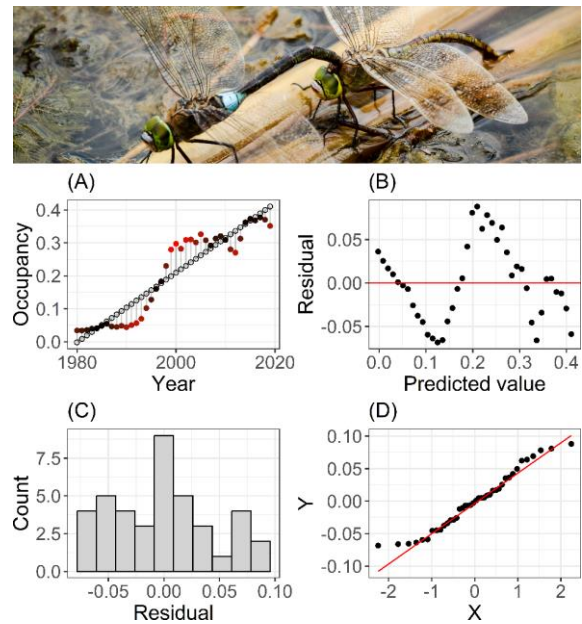 (A)
Occupancy
0.4
0.3
0.2
0.1
0.0
1980 2000 2020
Year
(B)
Residual
0.05
0.00
-0.05
0.0 0.1 0.2 0.3 0.4
Predicted value
(C)
Count
7.5
5.0
2.5
0.0
-0.05 0.00 0.05 0.10
Residual
(D)
Y
0.10
0.05
0.00
-0.05
-0.10
-2 -1 0 1 2
X